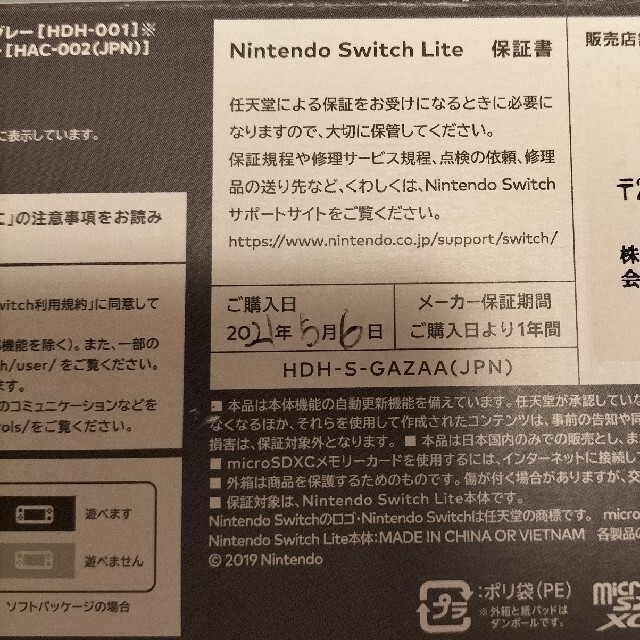 グレー[HDH-001]※
[HAC-002(JPN)]
に表示しています。
」の注意事項をお読み
witch利用規約」に同意して
機能を除く)。また、一部の
h/user/ をご覧ください。
ます。
のコミュニケーションなどを
rols/をご覧ください。
遊べます
遊べません
ソフトパッケージの場合
Nintendo Switch Lite 保証書
任天堂による保証をお受けになるときに必要に
なりますので、大切に保管してください。
保証規程や修理サービス規程、点検の依頼、修理
品の送り先など、くわしくは、Nintendo Switch
サポートサイトをご覧ください。
https://www.nintendo.co.jp/support/switch/
ご購入日
2021年5月6日
メーカー保証期間
ご購入日より1年間
HDH-S-GAZAA(JPN)
販売店
〒
株
会
■ 本品は本体機能の自動更新機能を備えています。任天堂が承認していな
なくなるほか、それらを使用して作成されたコンテンツは、事前の告知や同
損害は、保証対象外となります。 ■ 本品は日本国内のみでの販売とし、ま
■ microSDXCメモリーカードを使用するには、インターネットに接続して
■ 外箱は商品を保護するためのものです。傷が付く場合がありますが、交
■ 保証対象は、Nintendo Switch Lite本体です。
Nintendo Switchのロゴ・Nintendo Switchは任天堂の商標です。 micro
Nintendo Switch Lite本体:MADE IN CHINA OR VIETNAM 各製品の
© 2019 Nintendo
プラ
:ポリ袋(PE)
※外箱と紙パッドは
ダンボールです。
micro
S
XC